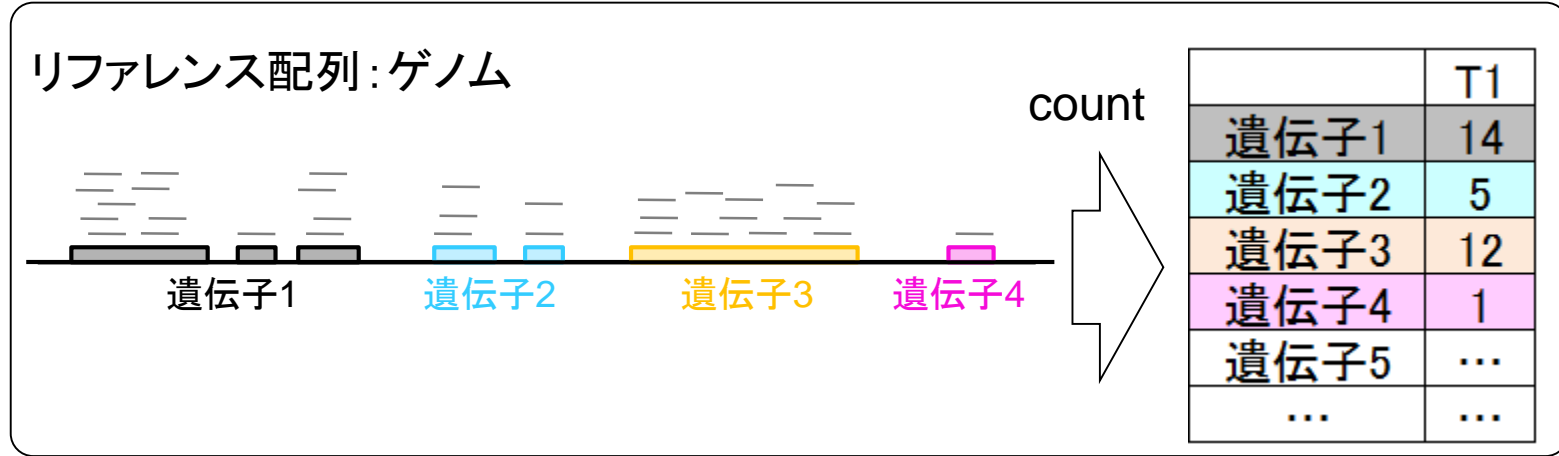 リファレンス配列：ゲノム
count
遺伝子1
遺伝子2
遺伝子3
遺伝子4
T1
遺伝子1 14
遺伝子2 5
遺伝子3 12
遺伝子4 1
遺伝子5 …
… …